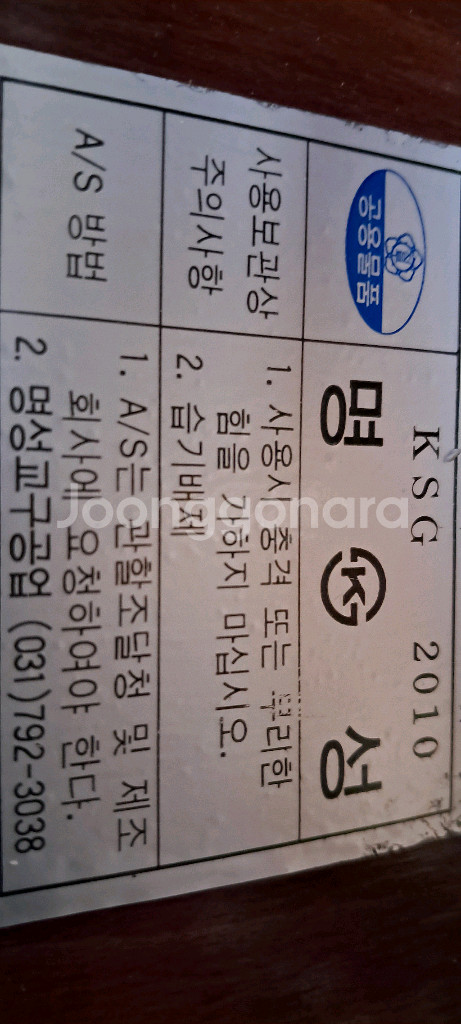 공용물품
KSG 2010
명 K 성
사용보관상
주의사항
1. 사용시 충격 또는 무리한
힘을 가하지 마십시오.
2. 습기배제
A/S 방법
1. A/S는 관할조달청 및 제조
회사에 요청하여야 한다.
2. 명성교구공업 (031)792-3038
Joonggonara